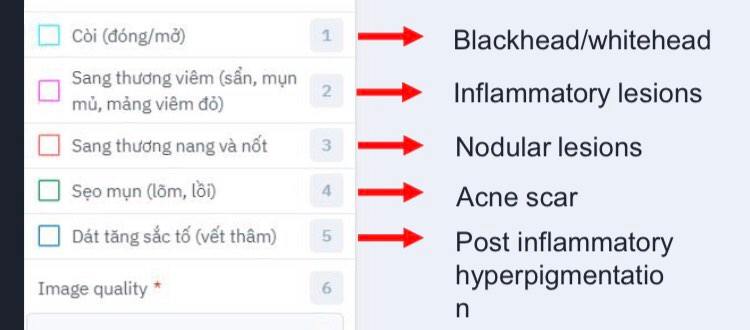 Còi (đóng/mở) 1 Blackhead/whitehead
Sang thương viêm (sẩn, mụn
mủ, mảng viêm đỏ) 2 Inflammatory lesions
Sang thương nang và nốt 3 Nodular lesions
Sẹo mụn (lõm, lồi) 4 Acne scar
Dát tăng sắc tố (vết thâm) 5 Post inflammatory
hyperpigmentatio
n
Image quality * 6